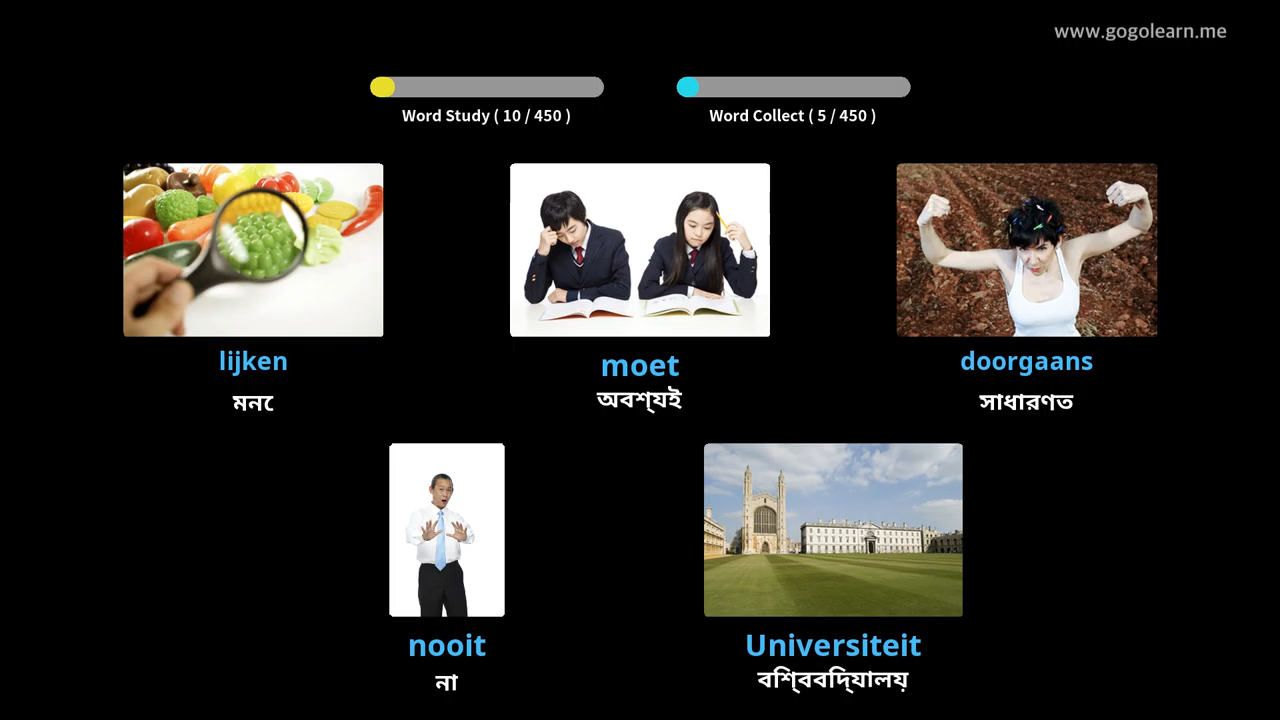 www.gogolearn.me
Word Study ( 10 / 450 )
Word Collect ( 5 / 450 )
lijken
moet
doorgaans
মনে
অবশ্যই
সাধারণত
nooit
Universiteit
না
বিশ্ববিদ্যালয়